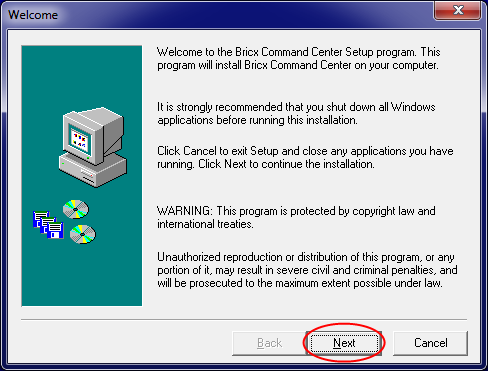 Welcome
Welcome to the Bricx Command Center Setup program. This
program will install Bricx Command Center on your computer.
It is strongly recommended that you shut down all Windows
applications before running this installation.
Click Cancel to exit Setup and close any applications you have
running. Click Next to continue the installation.
WARNING: This program is protected by copyright law and
international treaties.
Unauthorized reproduction or distribution of this program, or any
portion of it, may result in severe civil and criminal penalties, and
will be prosecuted to the maximum extent possible under law.
Back Next Cancel